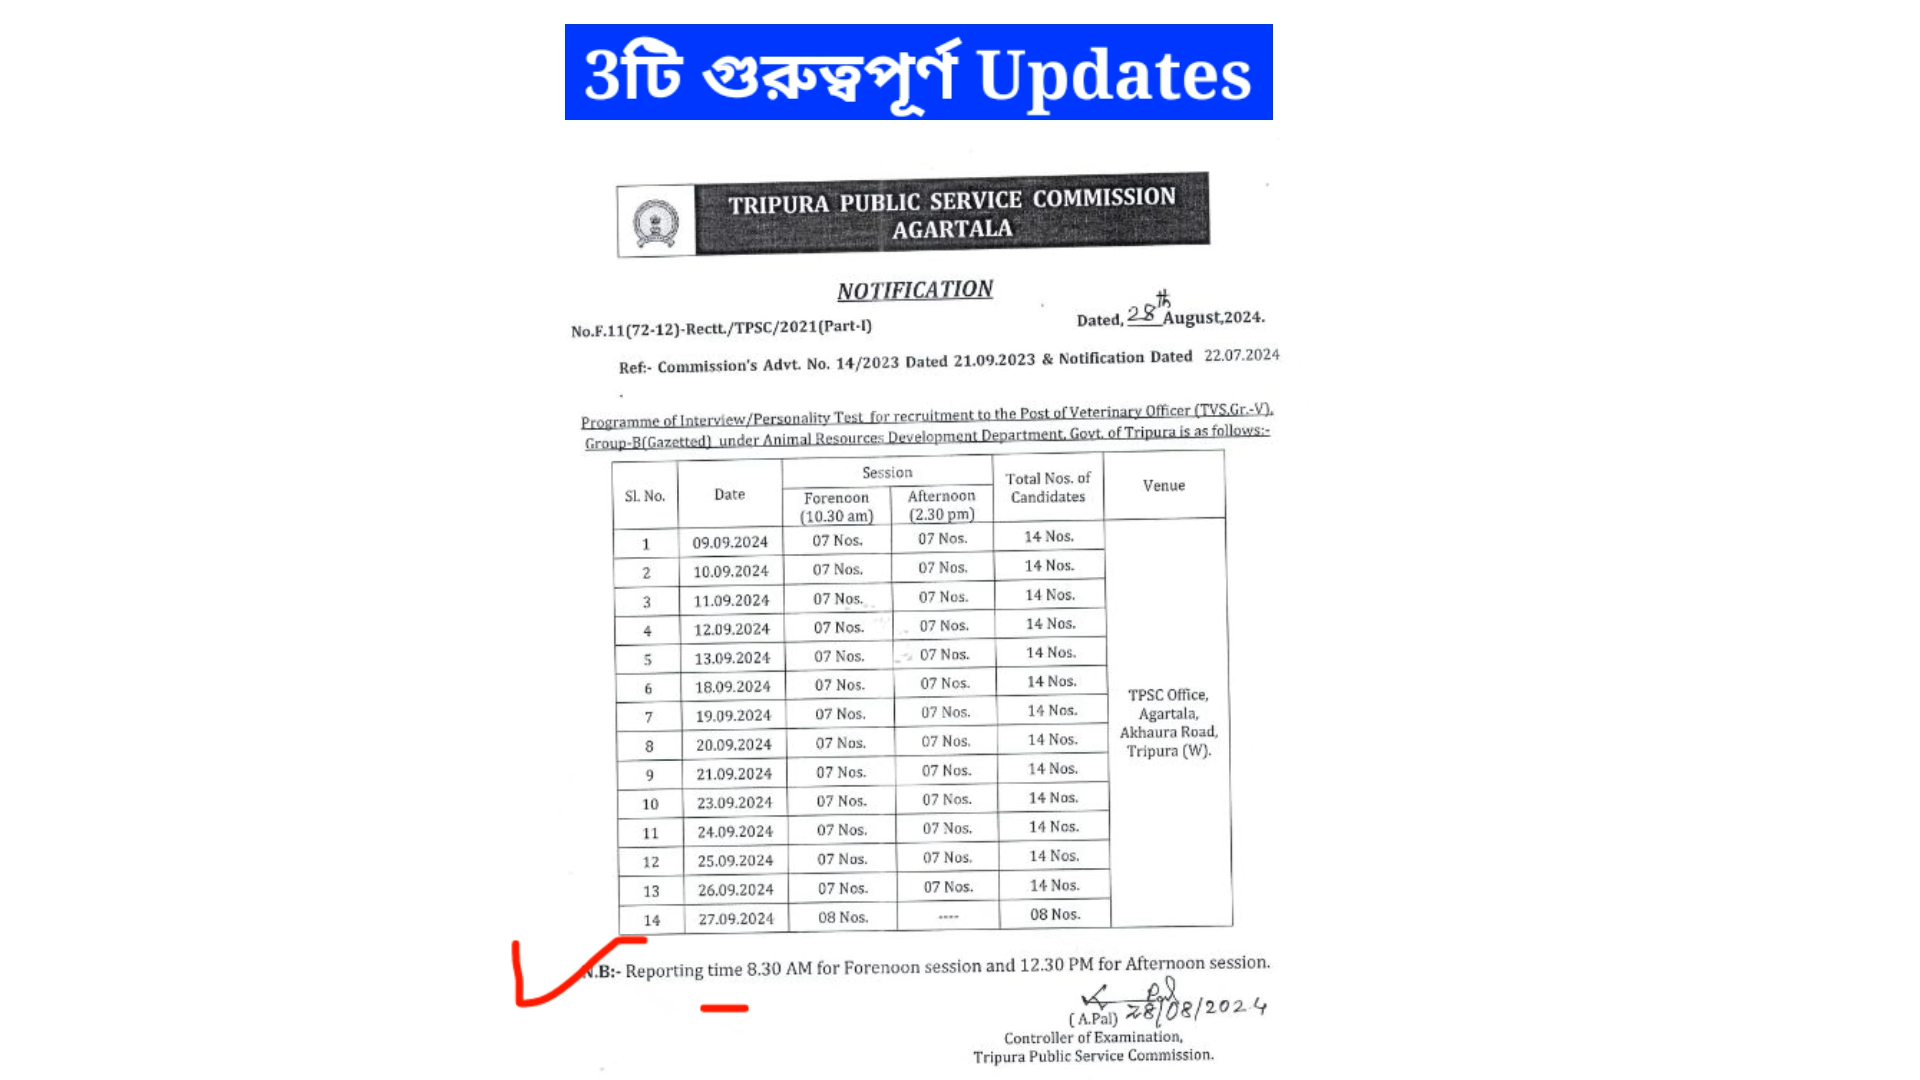 3টি গুরুত্বপূর্ণ Updates
TRIPURA PUBLIC SERVICE COMMISSION
AGARTALA
NOTIFICATION
No.F.11(72-12)-Rectt./TPSC/2021(Part-I)
Dated, 28th August,2024.
Ref:- Commission's Advt. No. 14/2023 Dated 21.09.2023 & Notification Dated 22.07.2024
.
Programme of Interview/Personality Test for recruitment to the Post of Veterinary Officer (TVS,Gr.-V),
Group-B(Gazetted) under Animal Resources Development Department, Govt. of Tripura is as follows:-
Sl. No. Date Session Total Nos. of Candidates Venue
Forenoon (10.30 am) Afternoon (2.30 pm)
1 09.09.2024 07 Nos. 07 Nos. 14 Nos.
2 10.09.2024 07 Nos. 07 Nos. 14 Nos.
3 11.09.2024 07 Nos. 07 Nos. 14 Nos.
4 12.09.2024 07 Nos. 07 Nos. 14 Nos.
5 13.09.2024 07 Nos. 07 Nos. 14 Nos.
6 18.09.2024 07 Nos. 07 Nos. 14 Nos.
7 19.09.2024 07 Nos. 07 Nos. 14 Nos.
8 20.09.2024 07 Nos. 07 Nos. 14 Nos.
9 21.09.2024 07 Nos. 07 Nos. 14 Nos.
10 23.09.2024 07 Nos. 07 Nos. 14 Nos.
11 24.09.2024 07 Nos. 07 Nos. 14 Nos.
12 25.09.2024 07 Nos. 07 Nos. 14 Nos.
13 26.09.2024 07 Nos. 07 Nos. 14 Nos.
14 27.09.2024 08 Nos. ---- 08 Nos.
TPSC Office,
Agartala,
Akhaura Road,
Tripura (W).
N.B:- Reporting time 8.30 AM for Forenoon session and 12.30 PM for Afternoon session.
28/08/2024
(A.Pal)
Controller of Examination,
Tripura Public Service Commission.